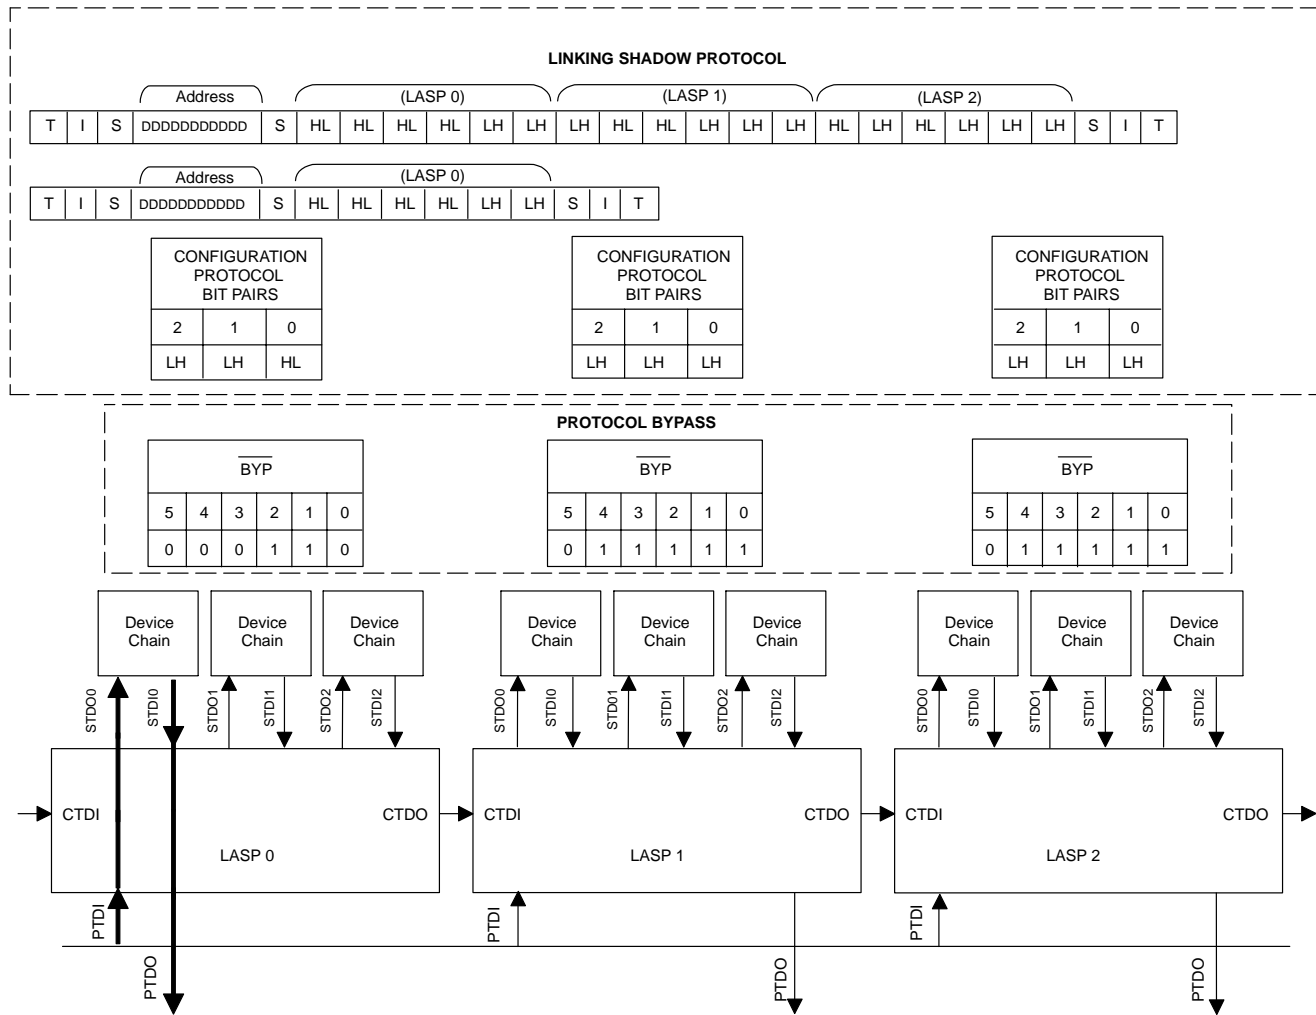 LINKING SHADOW PROTOCOL
Address (LASP 0) (LASP 1) (LASP 2)
T I S DDDDDDDDDDD S HL HL HL HL LH LH LH HL HL LH LH LH HL LH HL LH LH LH S I T
Address (LASP 0)
T I S DDDDDDDDDDD S HL HL HL HL LH LH S I T
CONFIGURATION PROTOCOL BIT PAIRS
2 1 0
LH LH HL
CONFIGURATION PROTOCOL BIT PAIRS
2 1 0
LH LH LH
CONFIGURATION PROTOCOL BIT PAIRS
2 1 0
LH LH LH
PROTOCOL BYPASS
BYP
5 4 3 2 1 0
0 0 0 1 1 0
BYP
5 4 3 2 1 0
0 1 1 1 1 1
BYP
5 4 3 2 1 0
0 1 1 1 1 1
Device Chain Device Chain Device Chain Device Chain Device Chain Device Chain Device Chain Device Chain Device Chain
STDO0 STDI0 STDO1 STDI1 STDO2 STDI2 STDO0 STDI0 STD01 STDI1 STDO2 STDI2 STDO0 STDI0 STDO1 STDI1 STDO2 STDI2
CTDI CTDO CTDI CTDO CTDI CTDO
LASP 0 LASP 1 LASP 2
PTDI PTDI PTDI
PTDO PTDO PTDO